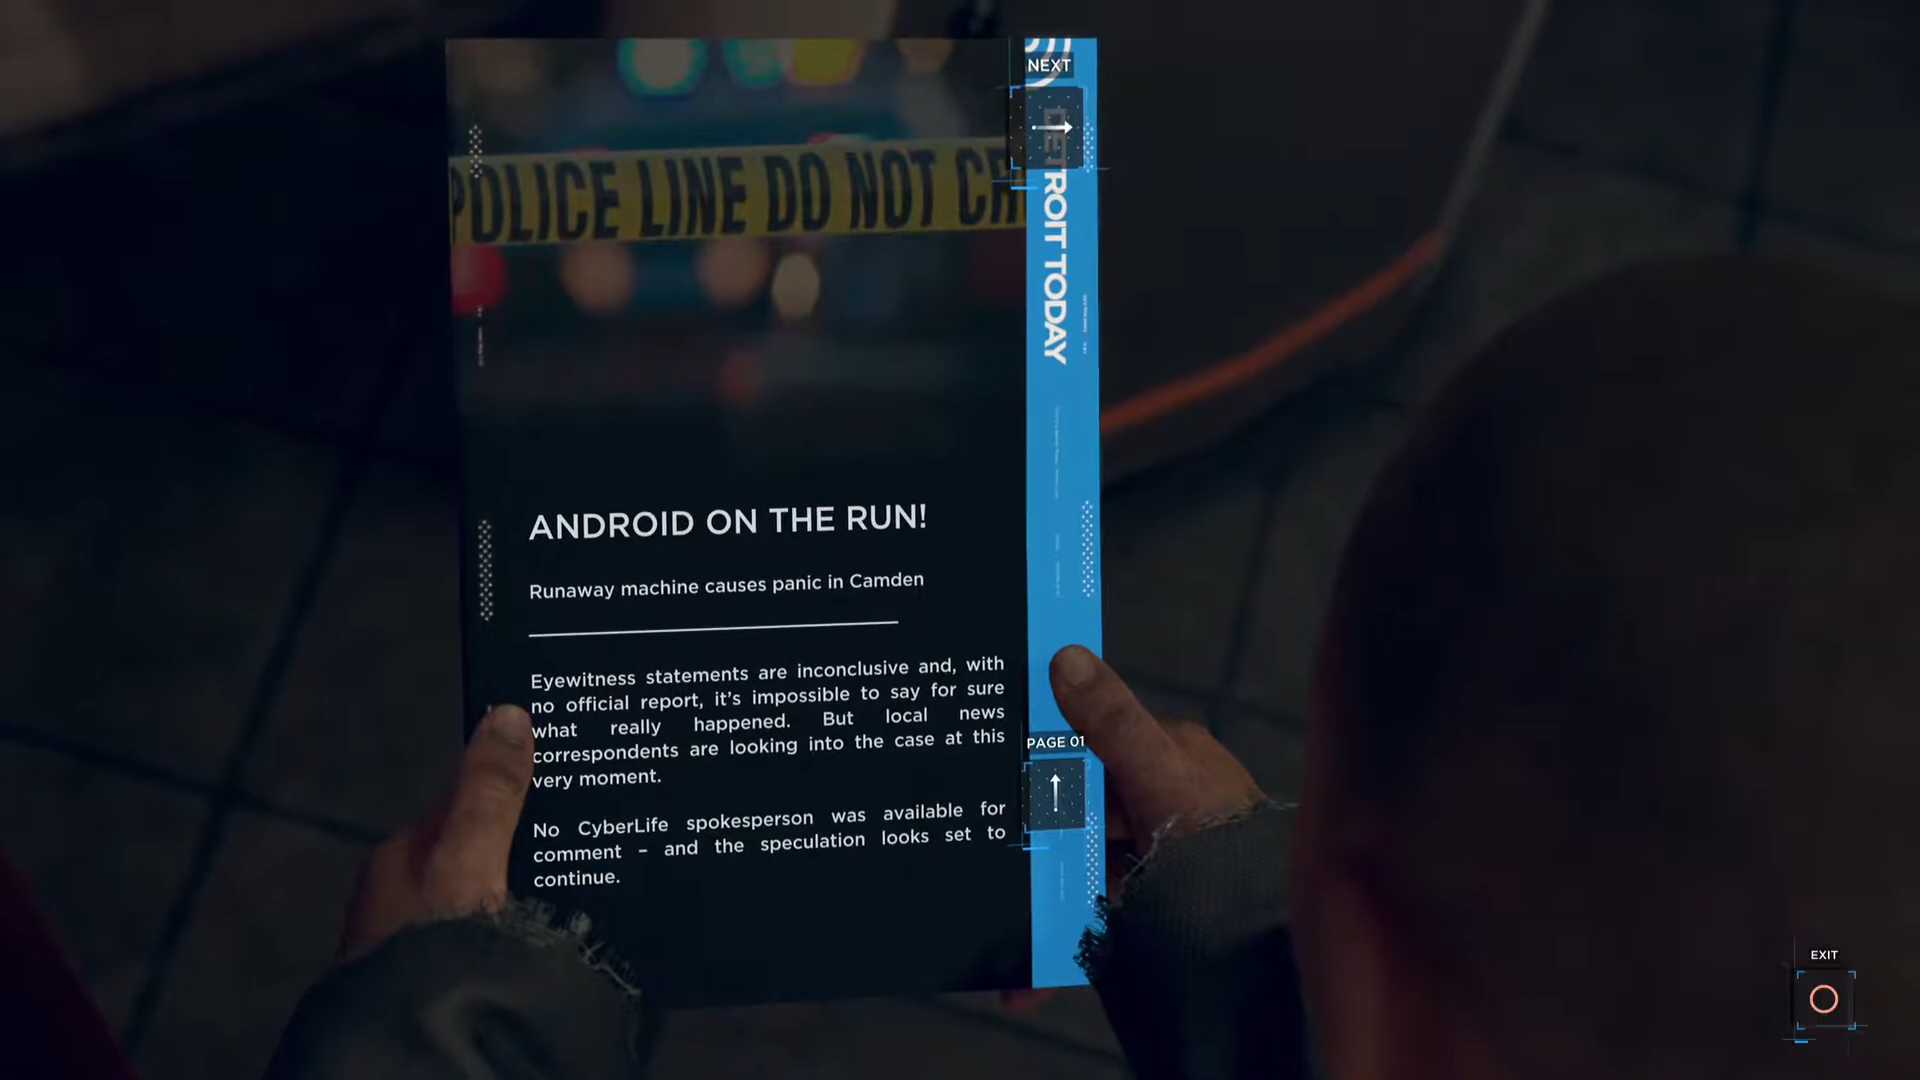 NEXT
POLICE LINE DO NOT
DETROIT TODAY
ANDROID ON THE RUN!
Runaway machine causes panic in Camden
Eyewitness statements are inconclusive and, with
no official report, it's impossible to say for sure
what really happened. But local news
correspondents are looking into the case at this
very moment.
No CyberLife spokesperson was available for
comment – and the speculation looks set to
continue.
PAGE 01
EXIT